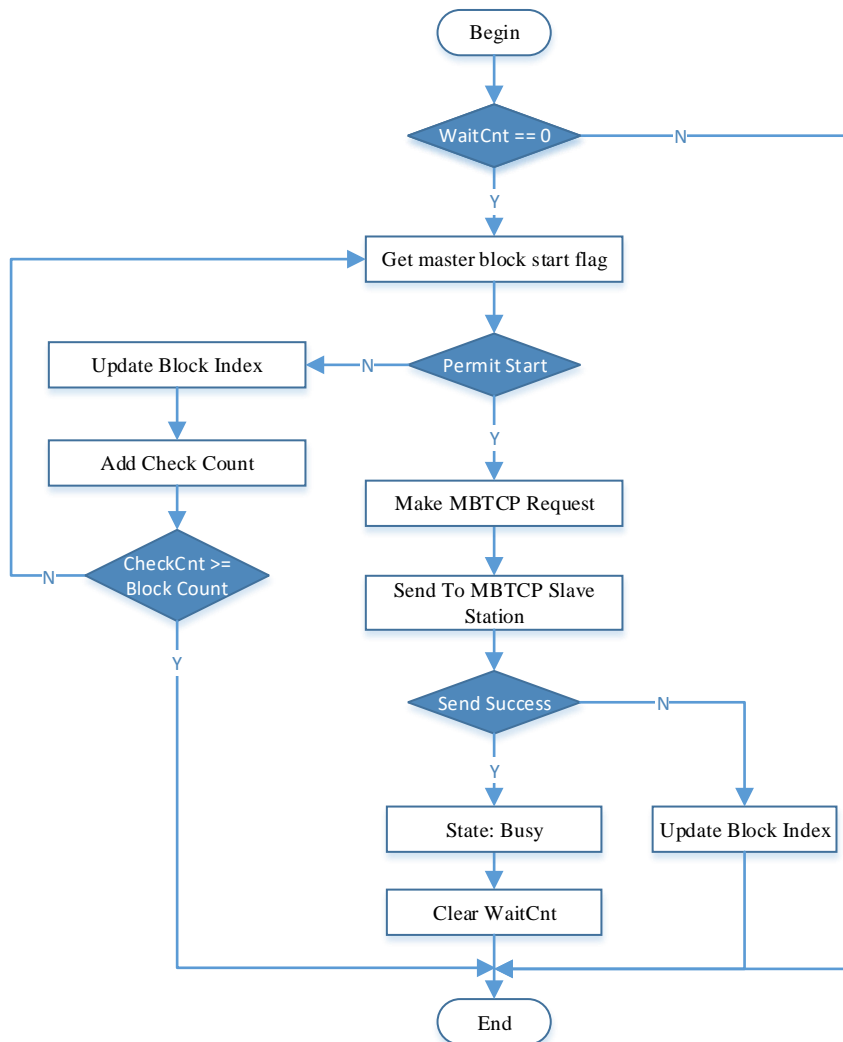 Begin
WaitCnt == 0
N
Y
Get master block start flag
Update Block Index
N
Permit Start
Y
Add Check Count
Make MBTCP Request
CheckCnt >=
Block Count
N
Send To MBTCP Slave
Station
Y
Send Success
N
Y
State: Busy
Update Block Index
Clear WaitCnt
End